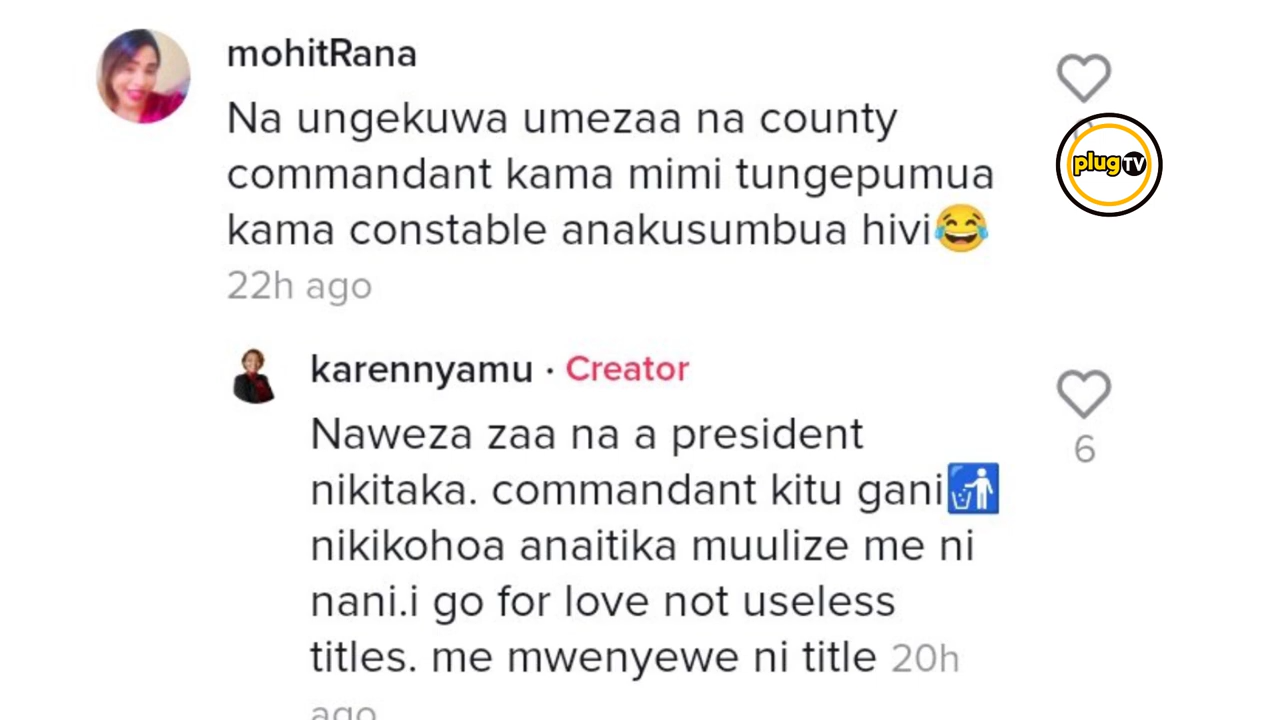 mohitRana
Na ungekuwa umezaa na county
commandant kama mimi tungepumua
kama constable anakusumbua hivi😂
22h ago
plug TV
karennyamu · Creator
Naweza zaa na a president
nikitaka. commandant kitu gani🚮
6
nikikohoa anaitika muulize me ni
nani.i go for love not useless
titles. me mwenyewe ni title 20h
ago